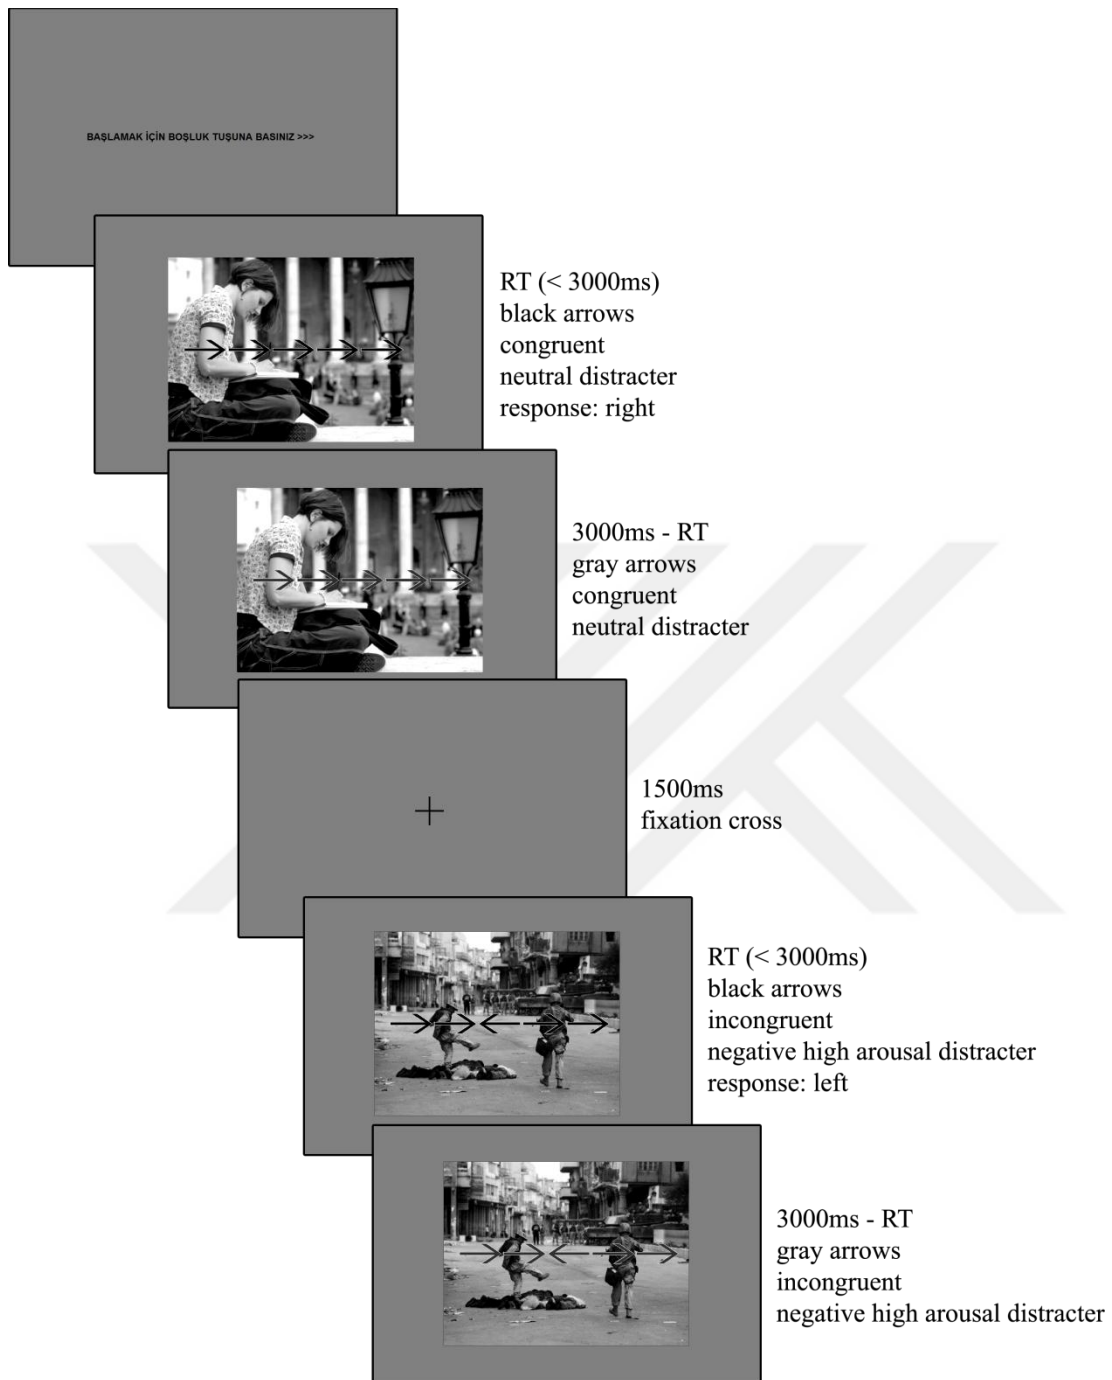 BAŞLAMAK İÇİN BOŞLUK TUŞUNA BASINIZ >>>
RT (< 3000ms)
black arrows
congruent
neutral distracter
response: right
3000ms - RT
gray arrows
congruent
neutral distracter
1500ms
fixation cross
RT (< 3000ms)
black arrows
incongruent
negative high arousal distracter
response: left
3000ms - RT
gray arrows
incongruent
negative high arousal distracter